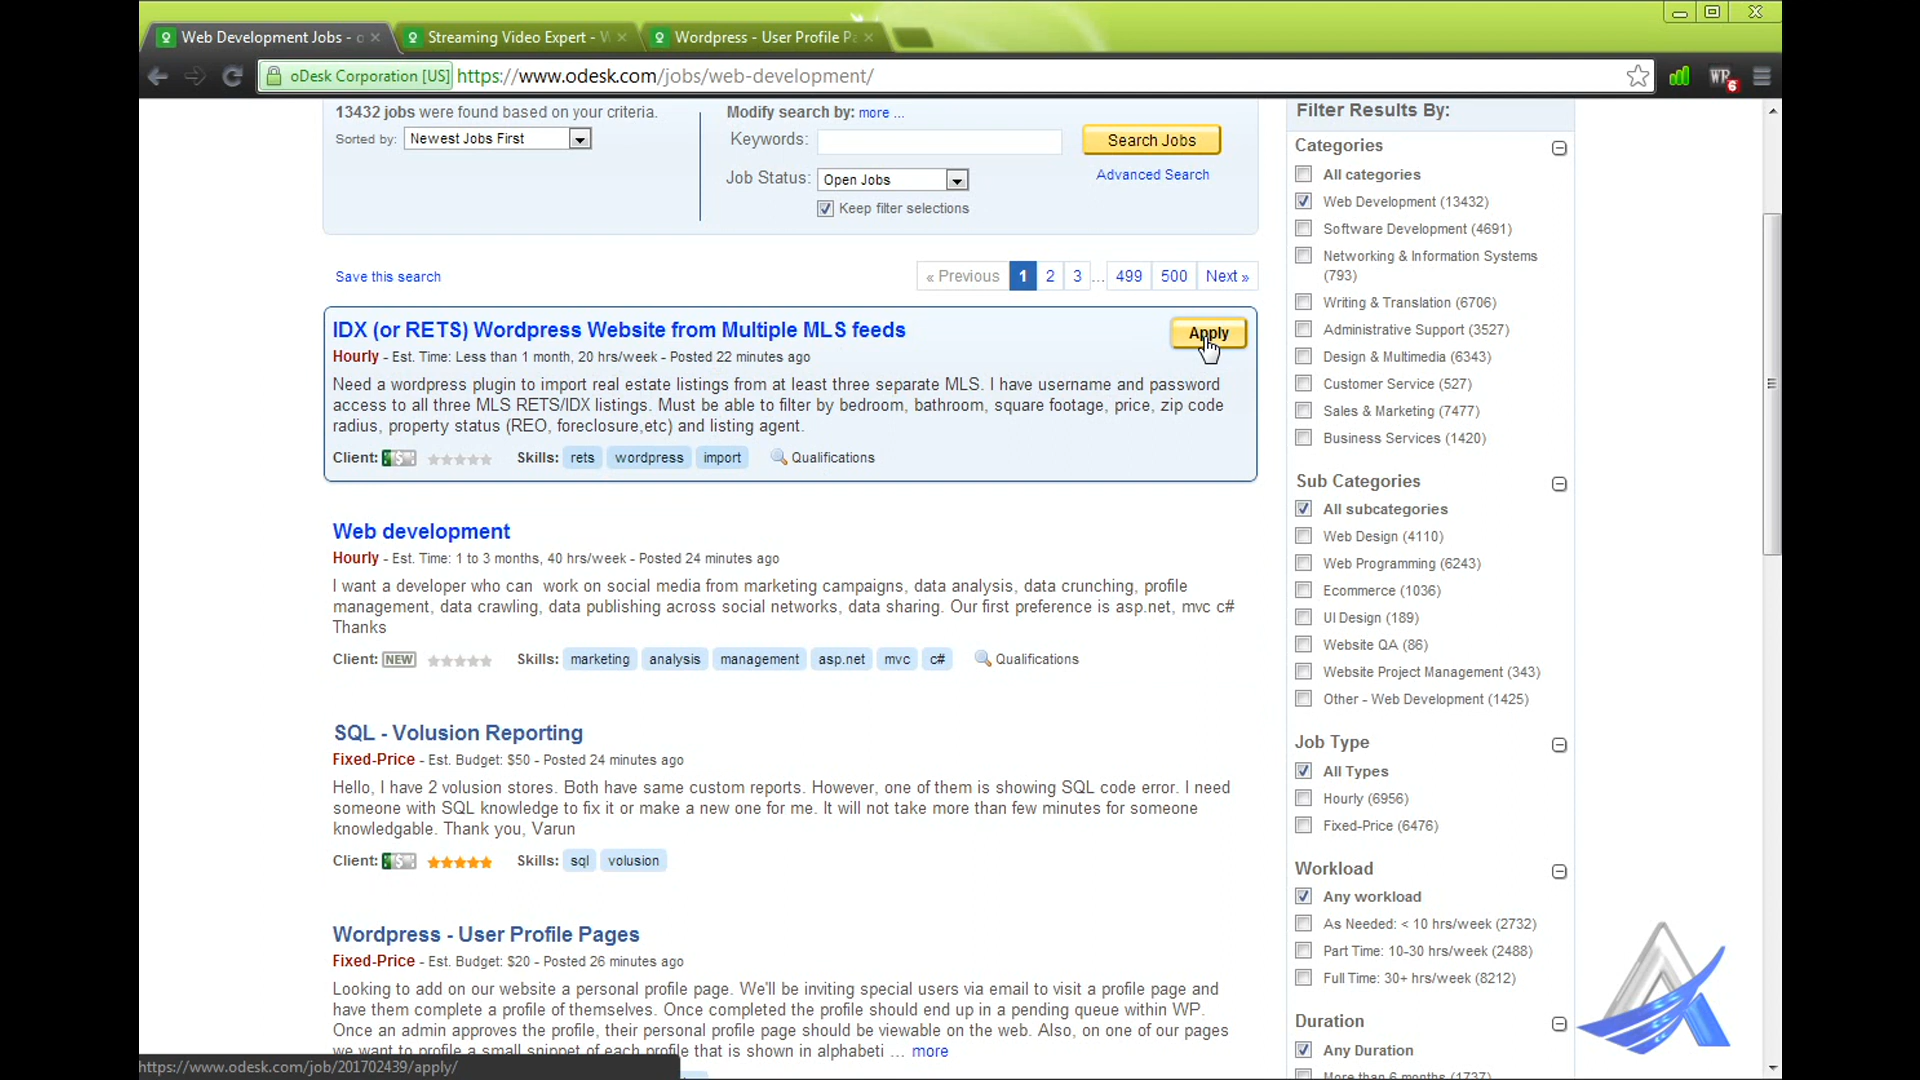 Web Development Jobs - o
Streaming Video Expert - W
Wordpress - User Profile Pa
oDesk Corporation [US] https://www.odesk.com/jobs/web-development/
WR
6
13432 jobs were found based on your criteria.
Sorted by: Newest Jobs First
Modify search by: more ...
Keywords:
Search Jobs
Job Status: Open Jobs
Advanced Search
Keep filter selections
Save this search
« Previous 1 2 3 ... 499 500 Next »
IDX (or RETS) Wordpress Website from Multiple MLS feeds
Apply
Hourly - Est. Time: Less than 1 month, 20 hrs/week - Posted 22 minutes ago
Need a wordpress plugin to import real estate listings from at least three separate MLS. I have username and password
access to all three MLS RETS/IDX listings. Must be able to filter by bedroom, bathroom, square footage, price, zip code
radius, property status (REO, foreclosure,etc) and listing agent.
Client: $ Skills: rets wordpress import Qualifications
Web development
Hourly - Est. Time: 1 to 3 months, 40 hrs/week - Posted 24 minutes ago
I want a developer who can work on social media from marketing campaigns, data analysis, data crunching, profile
management, data crawling, data publishing across social networks, data sharing. Our first preference is asp.net, mvc c#
Thanks
Client: NEW Skills: marketing analysis management asp.net mvc c# Qualifications
SQL - Volusion Reporting
Fixed-Price - Est. Budget: $50 - Posted 24 minutes ago
Hello, I have 2 volusion stores. Both have same custom reports. However, one of them is showing SQL code error. I need
someone with SQL knowledge to fix it or make a new one for me. It will not take more than few minutes for someone
knowledgable. Thank you, Varun
Client: $ Skills: sql volusion
Wordpress - User Profile Pages
Fixed-Price - Est. Budget: $20 - Posted 26 minutes ago
Looking to add on our website a personal profile page. We'll be inviting special users via email to visit a profile page and
have them complete a profile of themselves. Once completed the profile should end up in a pending queue within WP.
Once an admin approves the profile, their personal profile page should be viewable on the web. Also, on one of our pages
we want to profile a small snippet of each profile that is shown in alphabeti ... more
https://www.odesk.com/job/201702439/apply/
Filter Results By:
Categories
All categories
Web Development (13432)
Software Development (4691)
Networking & Information Systems
(793)
Writing & Translation (6706)
Administrative Support (3527)
Design & Multimedia (6343)
Customer Service (527)
Sales & Marketing (7477)
Business Services (1420)
Sub Categories
All subcategories
Web Design (4110)
Web Programming (6243)
Ecommerce (1036)
UI Design (189)
Website QA (86)
Website Project Management (343)
Other - Web Development (1425)
Job Type
All Types
Hourly (6956)
Fixed-Price (6476)
Workload
Any workload
As Needed: < 10 hrs/week (2732)
Part Time: 10-30 hrs/week (2488)
Full Time: 30+ hrs/week (8212)
Duration
Any Duration
More than 6 months (1737)